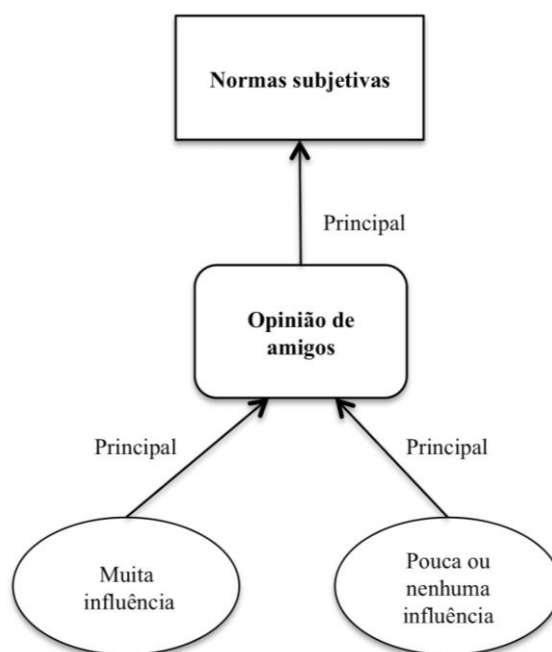 Normas subjetivas
Principal
Opinião de
amigos
Principal
Principal
Muita
influência
Pouca ou
nenhuma
influência